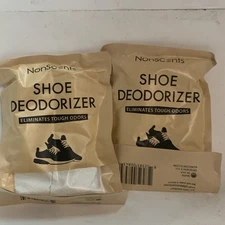 NonScents
SHOE
DEODORIZER
ELIMINATES TOUGH ODORS
NonScents
SHOE
DEODORIZER
ELIMINATES TOUGH ODORS